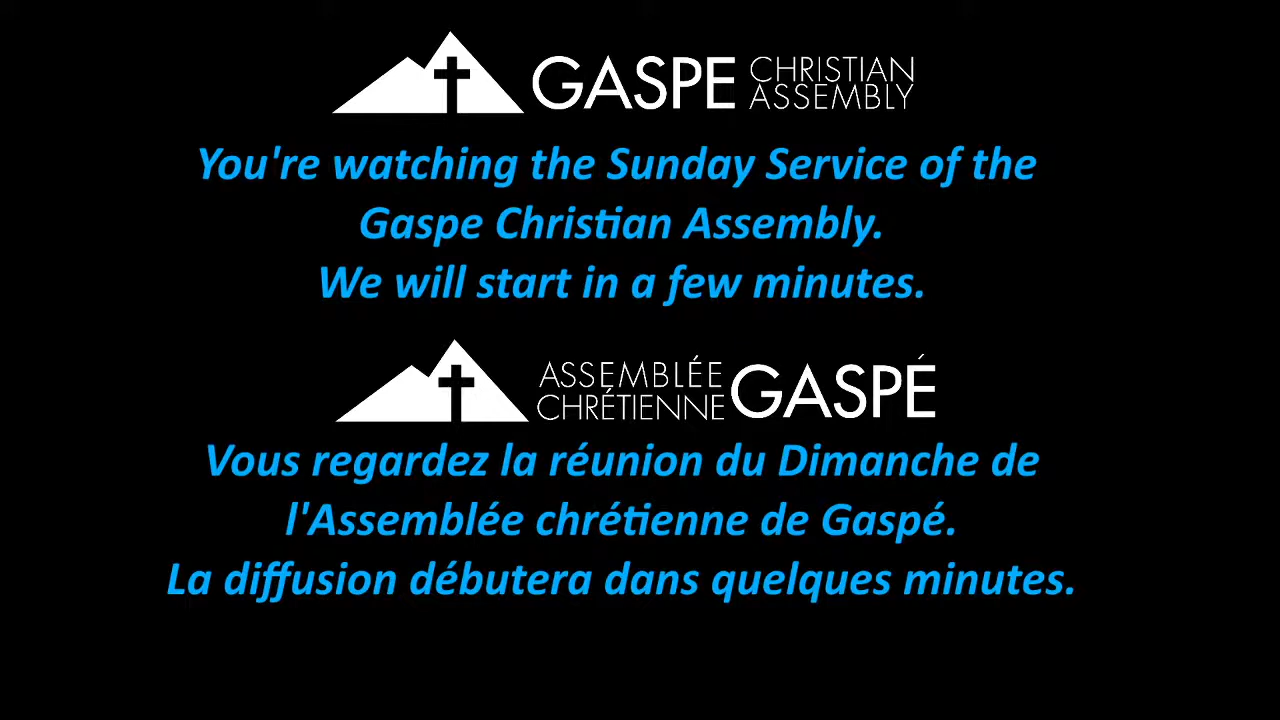 GASPE CHRISTIAN
ASSEMBLY
You're watching the Sunday Service of the
Gaspe Christian Assembly.
We will start in a few minutes.
ASSEMBLÉE
CHRÉTIENNE GASPÉ
Vous regardez la réunion du Dimanche de
l'Assemblée chrétienne de Gaspé.
La diffusion débutera dans quelques minutes.